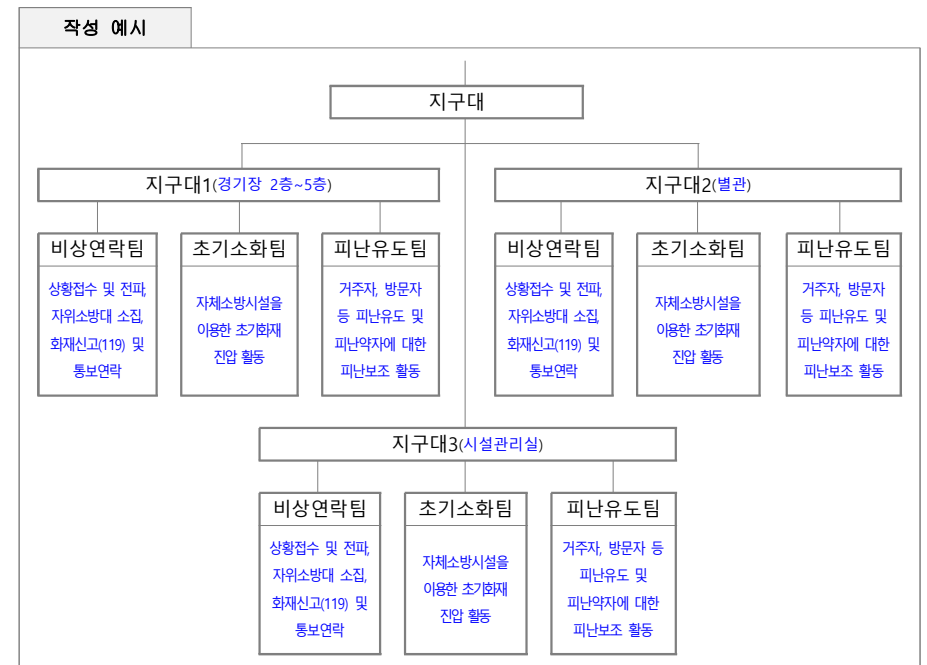 작성 예시
지구대
지구대1(경기장 2층~5층)
비상연락팀
상황접수 및 전파,
자위소방대 소집,
화재신고(119) 및
통보연락
초기소화팀
자체소방시설을
이용한 초기화재
진압 활동
피난유도팀
거주자, 방문자
등 피난유도 및
피난약자에 대한
피난보조 활동
지구대2(별관)
비상연락팀
상황접수 및 전파,
자위소방대 소집,
화재신고(119) 및
통보연락
초기소화팀
자체소방시설을
이용한 초기화재
진압 활동
피난유도팀
거주자, 방문자
등 피난유도 및
피난약자에 대한
피난보조 활동
지구대3(시설관리실)
비상연락팀
상황접수 및 전파,
자위소방대 소집,
화재신고(119) 및
통보연락
초기소화팀
자체소방시설을
이용한 초기화재
진압 활동
피난유도팀
거주자, 방문자 등
피난유도 및
피난약자에 대한
피난보조 활동